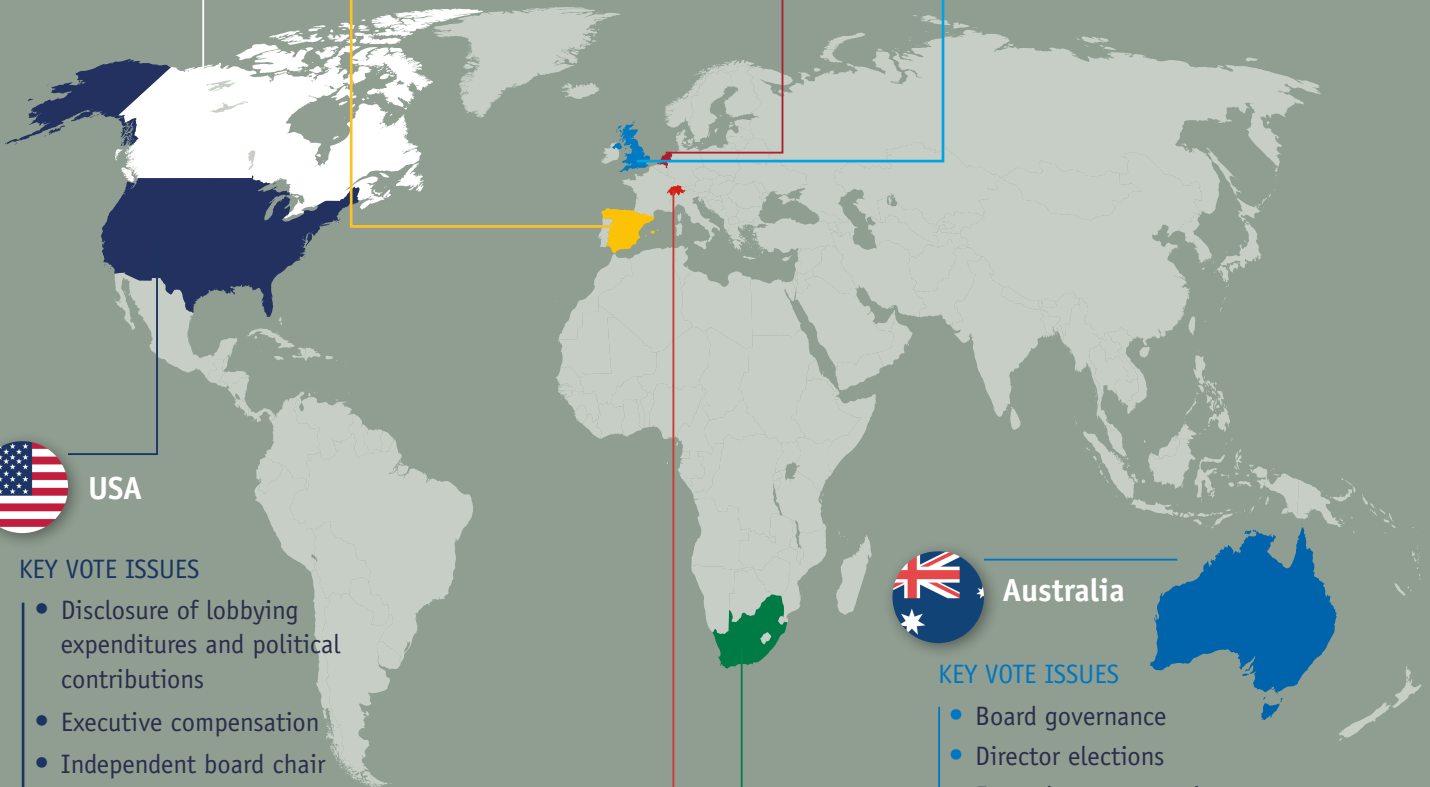 USA
KEY VOTE ISSUES
• Disclosure of lobbying
expenditures and political
contributions
• Executive compensation
• Independent board chair
Australia
KEY VOTE ISSUES
• Board governance
• Director elections